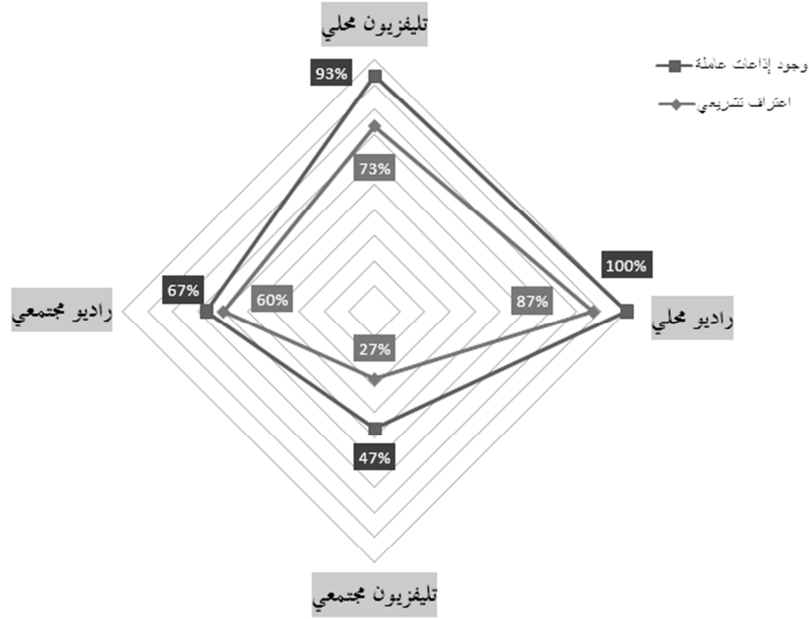 تليفزيون محلي
وجود إذاعات عاملة
اعتراف تشريعي
93%
73%
100%
87%
راديو محلي
67%
60%
راديو مجتمعي
27%
47%
تليفزيون مجتمعي